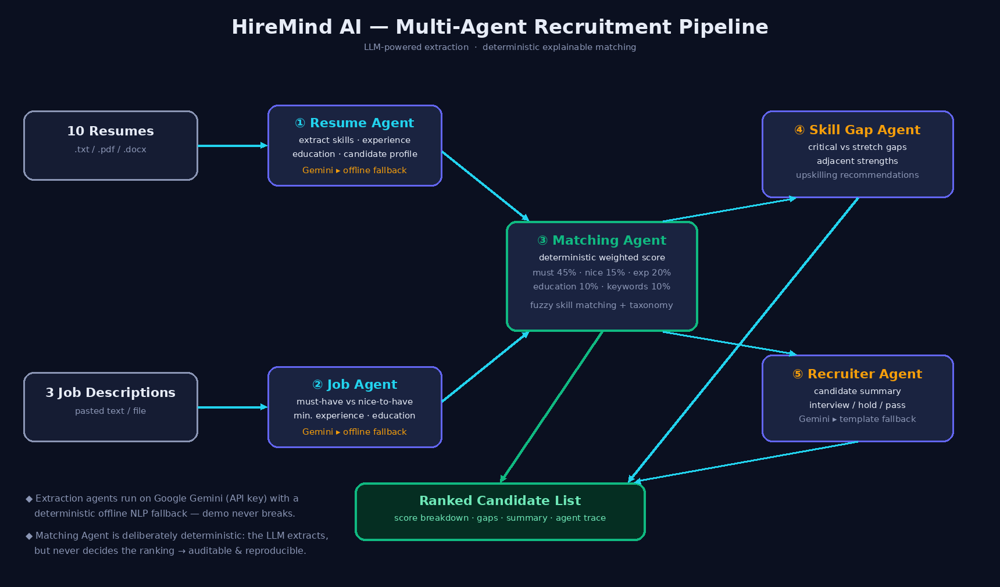 HireMind AI — Multi-Agent Recruitment Pipeline
LLM-powered extraction · deterministic explainable matching
10 Resumes
.txt / .pdf / .docx
① Resume Agent
extract skills · experience
education · candidate profile
Gemini ▸ offline fallback
④ Skill Gap Agent
critical vs stretch gaps
adjacent strengths
upskilling recommendations
③ Matching Agent
deterministic weighted score
must 45% · nice 15% · exp 20%
education 10% · keywords 10%
fuzzy skill matching + taxonomy
3 Job Descriptions
pasted text / file
② Job Agent
must-have vs nice-to-have
min. experience · education
Gemini ▸ offline fallback
⑤ Recruiter Agent
candidate summary
interview / hold / pass
Gemini ▸ template fallback
Ranked Candidate List
score breakdown · gaps · summary · agent trace
◆ Extraction agents run on Google Gemini (API key) with a
deterministic offline NLP fallback — demo never breaks.
◆ Matching Agent is deliberately deterministic: the LLM extracts,
but never decides the ranking → auditable & reproducible.